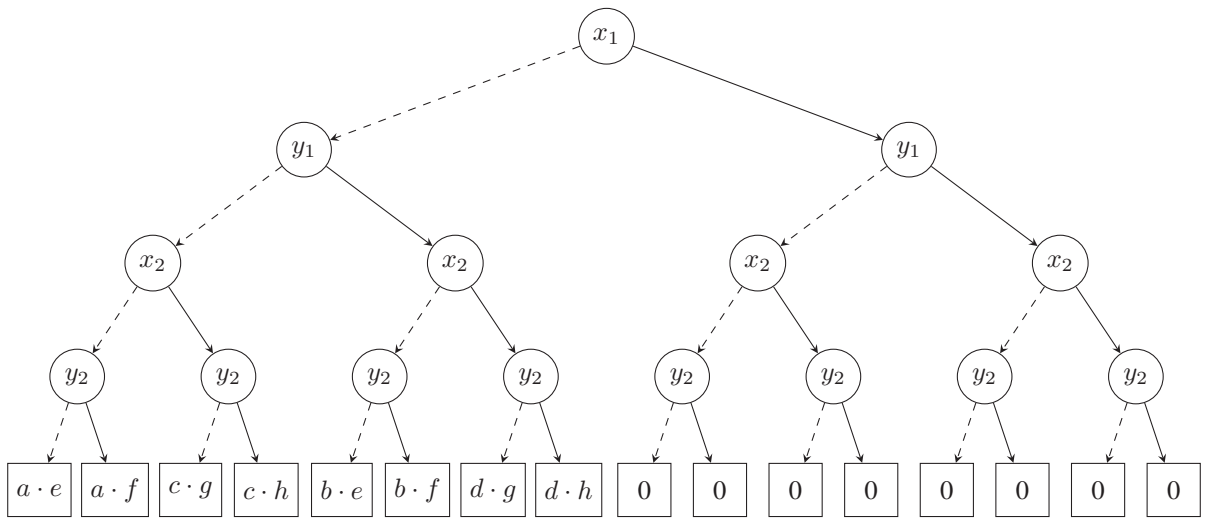 x₁
y₁ y₁
x₂ x₂ x₂ x₂
y₂ y₂ y₂ y₂ y₂ y₂ y₂ y₂
a · e a · f c · g c · h b · e b · f d · g d · h 0 0 0 0 0 0 0 0